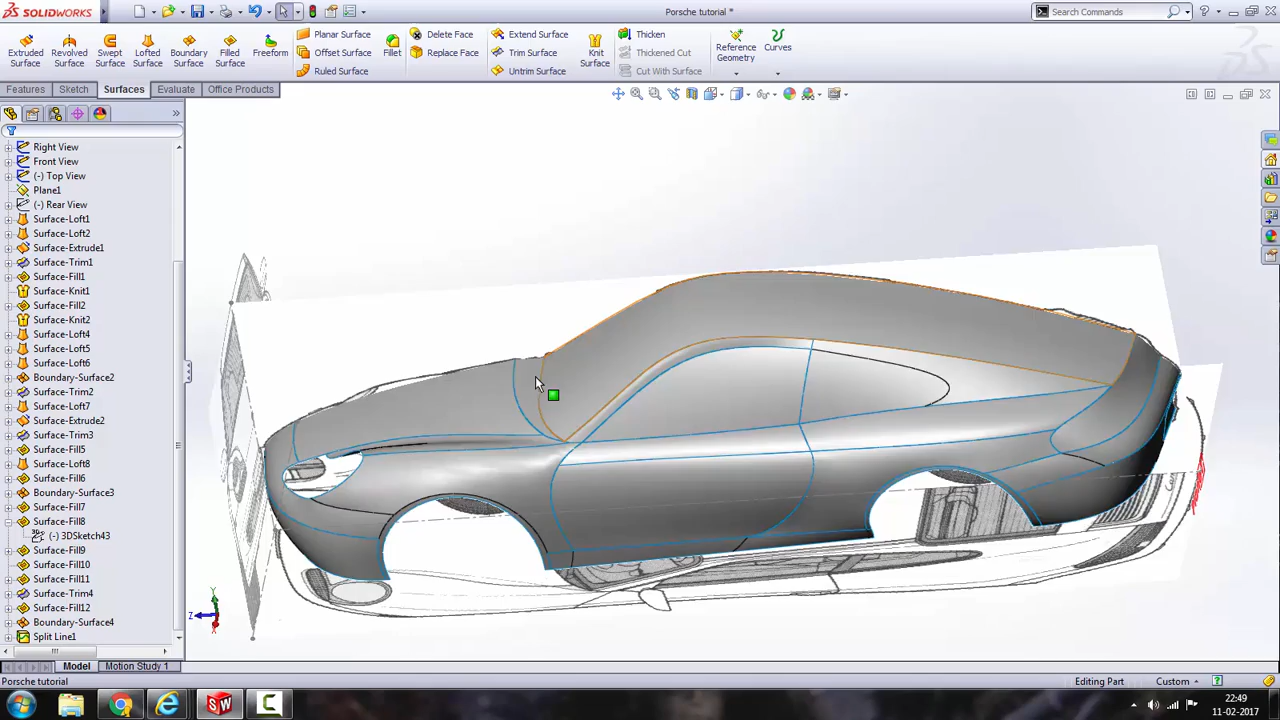 SOLIDWORKS
Porsche tutorial *
Search Commands
Extruded Surface
Revolved Surface
Swept Surface
Lofted Surface
Boundary Surface
Filled Surface
Freeform
Planar Surface
Offset Surface
Ruled Surface
Fillet
Delete Face
Replace Face
Extend Surface
Trim Surface
Untrim Surface
Knit Surface
Thicken
Thickened Cut
Cut With Surface
Reference Geometry
Curves
Features
Sketch
Surfaces
Evaluate
Office Products
Right View
Front View
(-) Top View
Plane1
(-) Rear View
Surface-Loft1
Surface-Loft2
Surface-Extrude1
Surface-Trim1
Surface-Fill1
Surface-Knit1
Surface-Fill2
Surface-Knit2
Surface-Loft4
Surface-Loft5
Surface-Loft6
Boundary-Surface2
Surface-Trim2
Surface-Loft7
Surface-Extrude2
Surface-Trim3
Surface-Fill5
Surface-Loft8
Surface-Fill6
Boundary-Surface3
Surface-Fill7
Surface-Fill8
(-) 3DSketch43
Surface-Fill9
Surface-Fill10
Surface-Fill11
Surface-Trim4
Surface-Fill12
Boundary-Surface4
Split Line1
Y
Z
X
Model
Motion Study 1
Porsche tutorial
Editing Part
Custom
22:49
11-02-2017